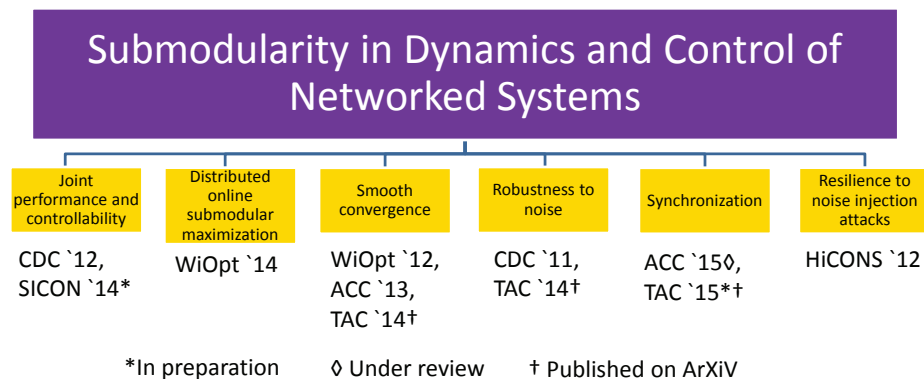 Submodularity in Dynamics and Control of
Networked Systems
Joint
performance and
controllability
CDC `12,
SICON `14*
Distributed
online
submodular
maximization
WiOpt `14
Smooth
convergence
WiOpt `12,
ACC `13,
TAC `14†
Robustness to
noise
CDC `11,
TAC `14†
Synchronization
ACC `15◊,
TAC `15*†
Resilience to
noise injection
attacks
HiCONS `12
*In preparation
◊ Under review
† Published on ArXiV